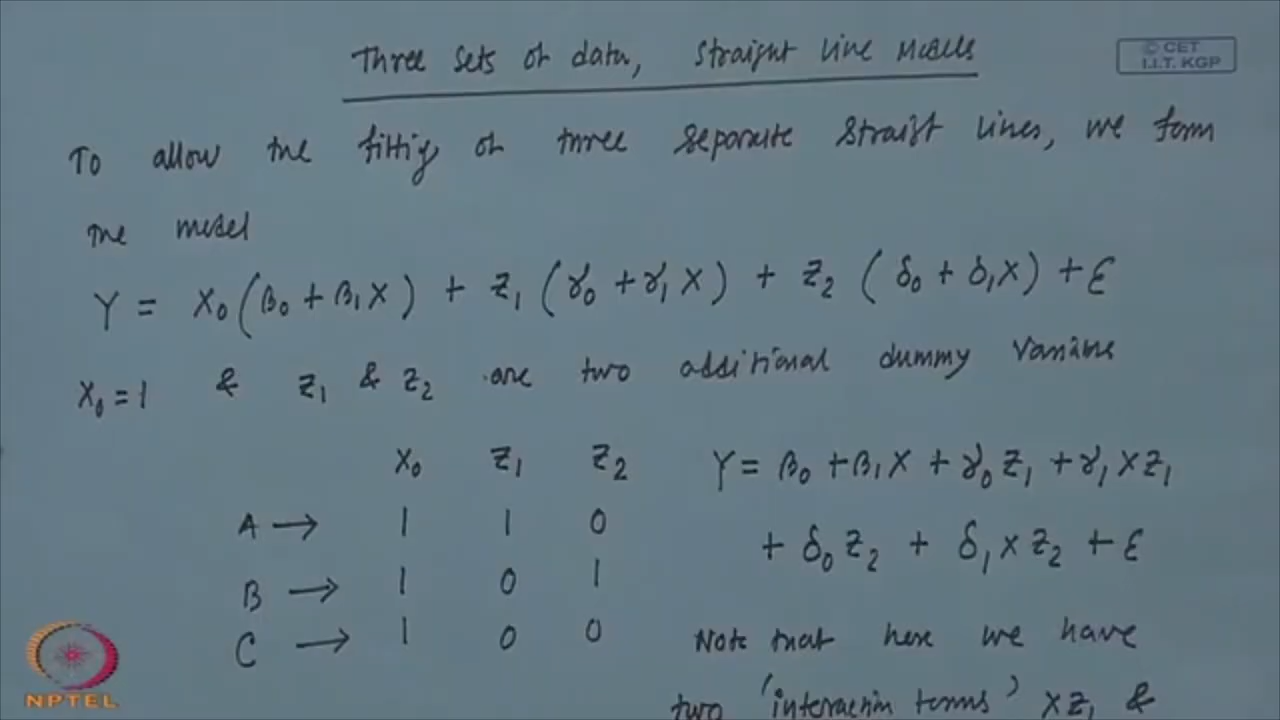 Three sets of data, straight line models
© CET
I.I.T. KGP
To allow the fitting of three separate straight lines, we form
the model
Y = X₀(β₀ + β₁X) + Z₁(γ₀ + γ₁X) + Z₂(δ₀ + δ₁X) + ε
X₀ = 1 & Z₁ & Z₂ are two additional dummy variable
X₀ Z₁ Z₂
A → 1 1 0
B → 1 0 1
C → 1 0 0
Y = β₀ + β₁X + γ₀Z₁ + γ₁XZ₁
+ δ₀Z₂ + δ₁XZ₂ + ε
Note that here we have
two 'interaction terms' XZ₁ &
NPTEL